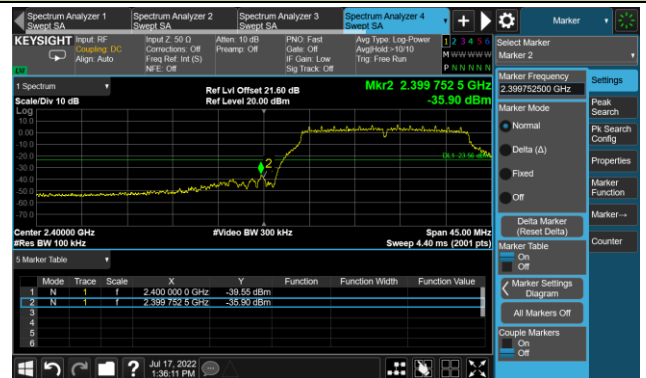 Spectrum Analyzer 1 Swept SA
Spectrum Analyzer 2 Swept SA
Spectrum Analyzer 3 Swept SA
Spectrum Analyzer 4 Swept SA
Marker
KEYSIGHT
Input: RF
Coupling: DC
Align: Auto
Input Z: 50 Ω
Corrections: Off
Freq Ref: Int (S)
NFE: Off
Atten: 10 dB
Preamp: Off
PNO: Fast
Gate: Off
IF Gain: Low
Sig Track: Off
Avg Type: Log-Power
Avg|Hold:>10/10
Trig: Free Run
1 2 3 4 5 6
M W W W W W
P N N N N N
LW
Select Marker
Marker 2
1 Spectrum
Scale/Div 10 dB
Ref Lvl Offset 21.60 dB
Ref Level 20.00 dBm
Mkr2 2.399 752 5 GHz
-35.90 dBm
Log
10.0
0.00
-10.0
-20.0
-30.0
-40.0
-50.0
-60.0
-70.0
2
DL1 -23.56 dBm
Center 2.40000 GHz
#Res BW 100 kHz
#Video BW 300 kHz
Span 45.00 MHz
Sweep 4.40 ms (2001 pts)
5 Marker Table
Mode Trace Scale X Y Function Function Width Function Value
1 N 1 f 2.400 000 0 GHz -39.55 dBm
2 N 1 f 2.399 752 5 GHz -35.90 dBm
3
4
5
6
Marker Frequency
2.399752500 GHz
Marker Mode
Normal
Delta (Δ)
Fixed
Off
Delta Marker
(Reset Delta)
Marker Table
On
Off
Marker Settings
Diagram
All Markers Off
Couple Markers
On
Off
Settings
Peak
Search
Pk Search
Config
Properties
Marker
Function
Marker→
Counter
?
Jul 17, 2022
1:36:11 PM